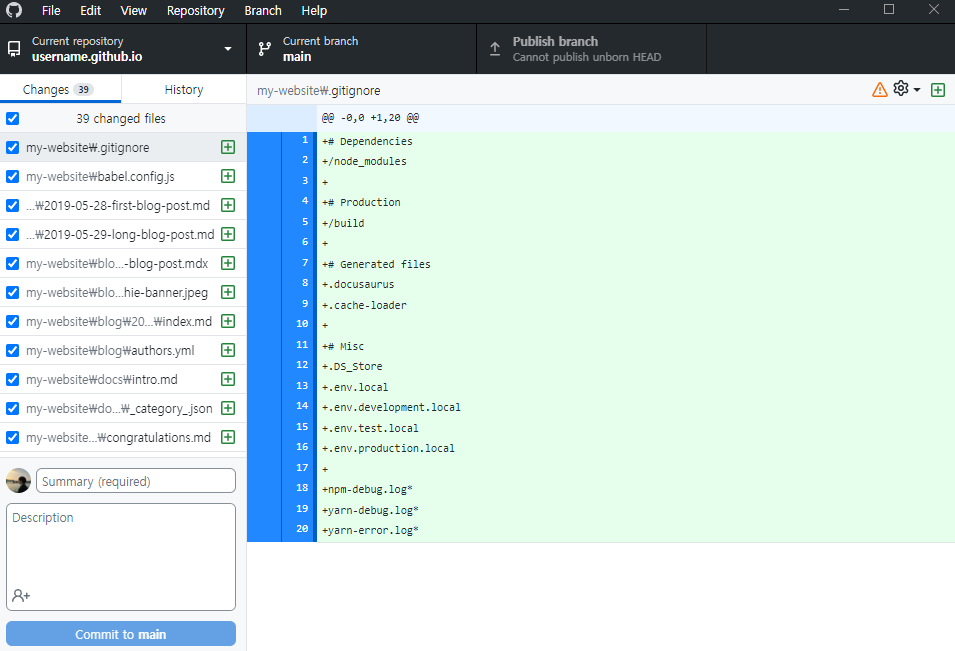 File Edit View Repository Branch Help
Current repository
username.github.io
Current branch
main
Publish branch
Cannot publish unborn HEAD
Changes 39
History
39 changed files
my-website₩.gitignore
my-website₩babel.config.js
...₩2019-05-28-first-blog-post.md
...₩2019-05-29-long-blog-post.md
my-website₩blo...-blog-post.mdx
my-website₩blo...hie-banner.jpeg
my-website₩blog₩20...₩index.md
my-website₩blog₩authors.yml
my-website₩docs₩intro.md
my-website₩do...₩_category_.json
my-website...₩congratulations.md
Summary (required)
Description
Commit to main
my-website₩.gitignore
@@ -0,0 +1,20 @@
1 +# Dependencies
2 +/node_modules
3 +
4 +# Production
5 +/build
6 +
7 +# Generated files
8 +.docusaurus
9 +.cache-loader
10 +
11 +# Misc
12 +.DS_Store
13 +.env.local
14 +.env.development.local
15 +.env.test.local
16 +.env.production.local
17 +
18 +npm-debug.log*
19 +yarn-debug.log*
20 +yarn-error.log*